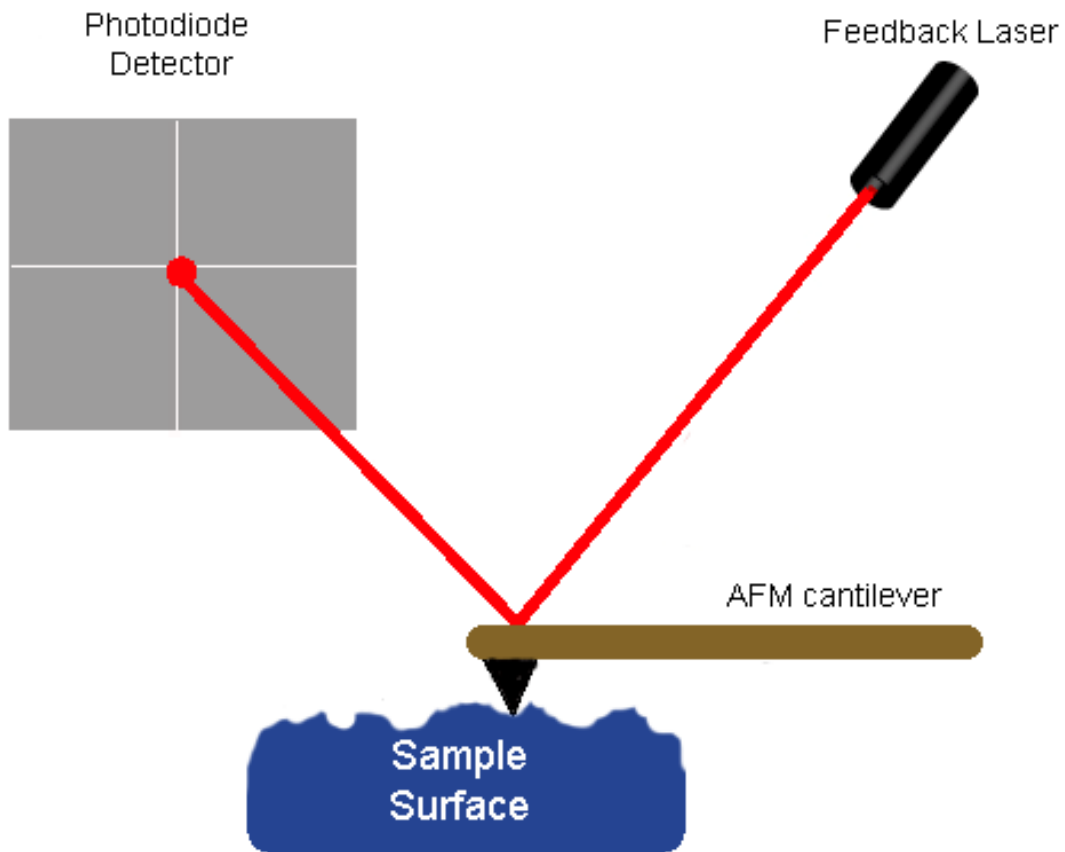 Photodiode
Detector
Feedback Laser
AFM cantilever
Sample
Surface